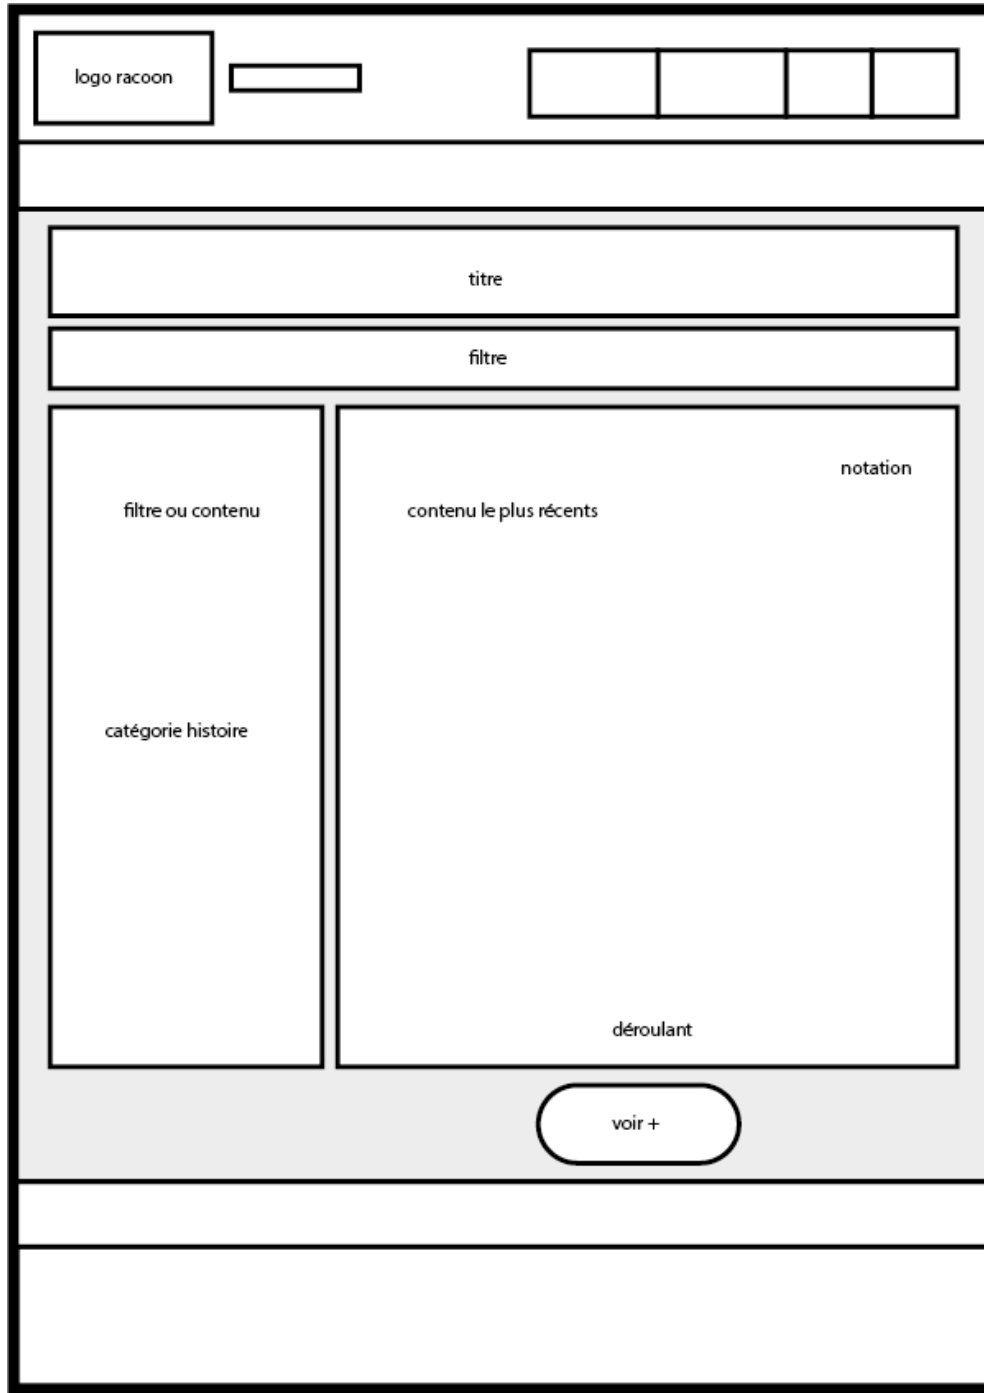 logo racoon
titre
filtre
notation
filtre ou contenu
contenu le plus récents
catégorie histoire
déroulant
voir +